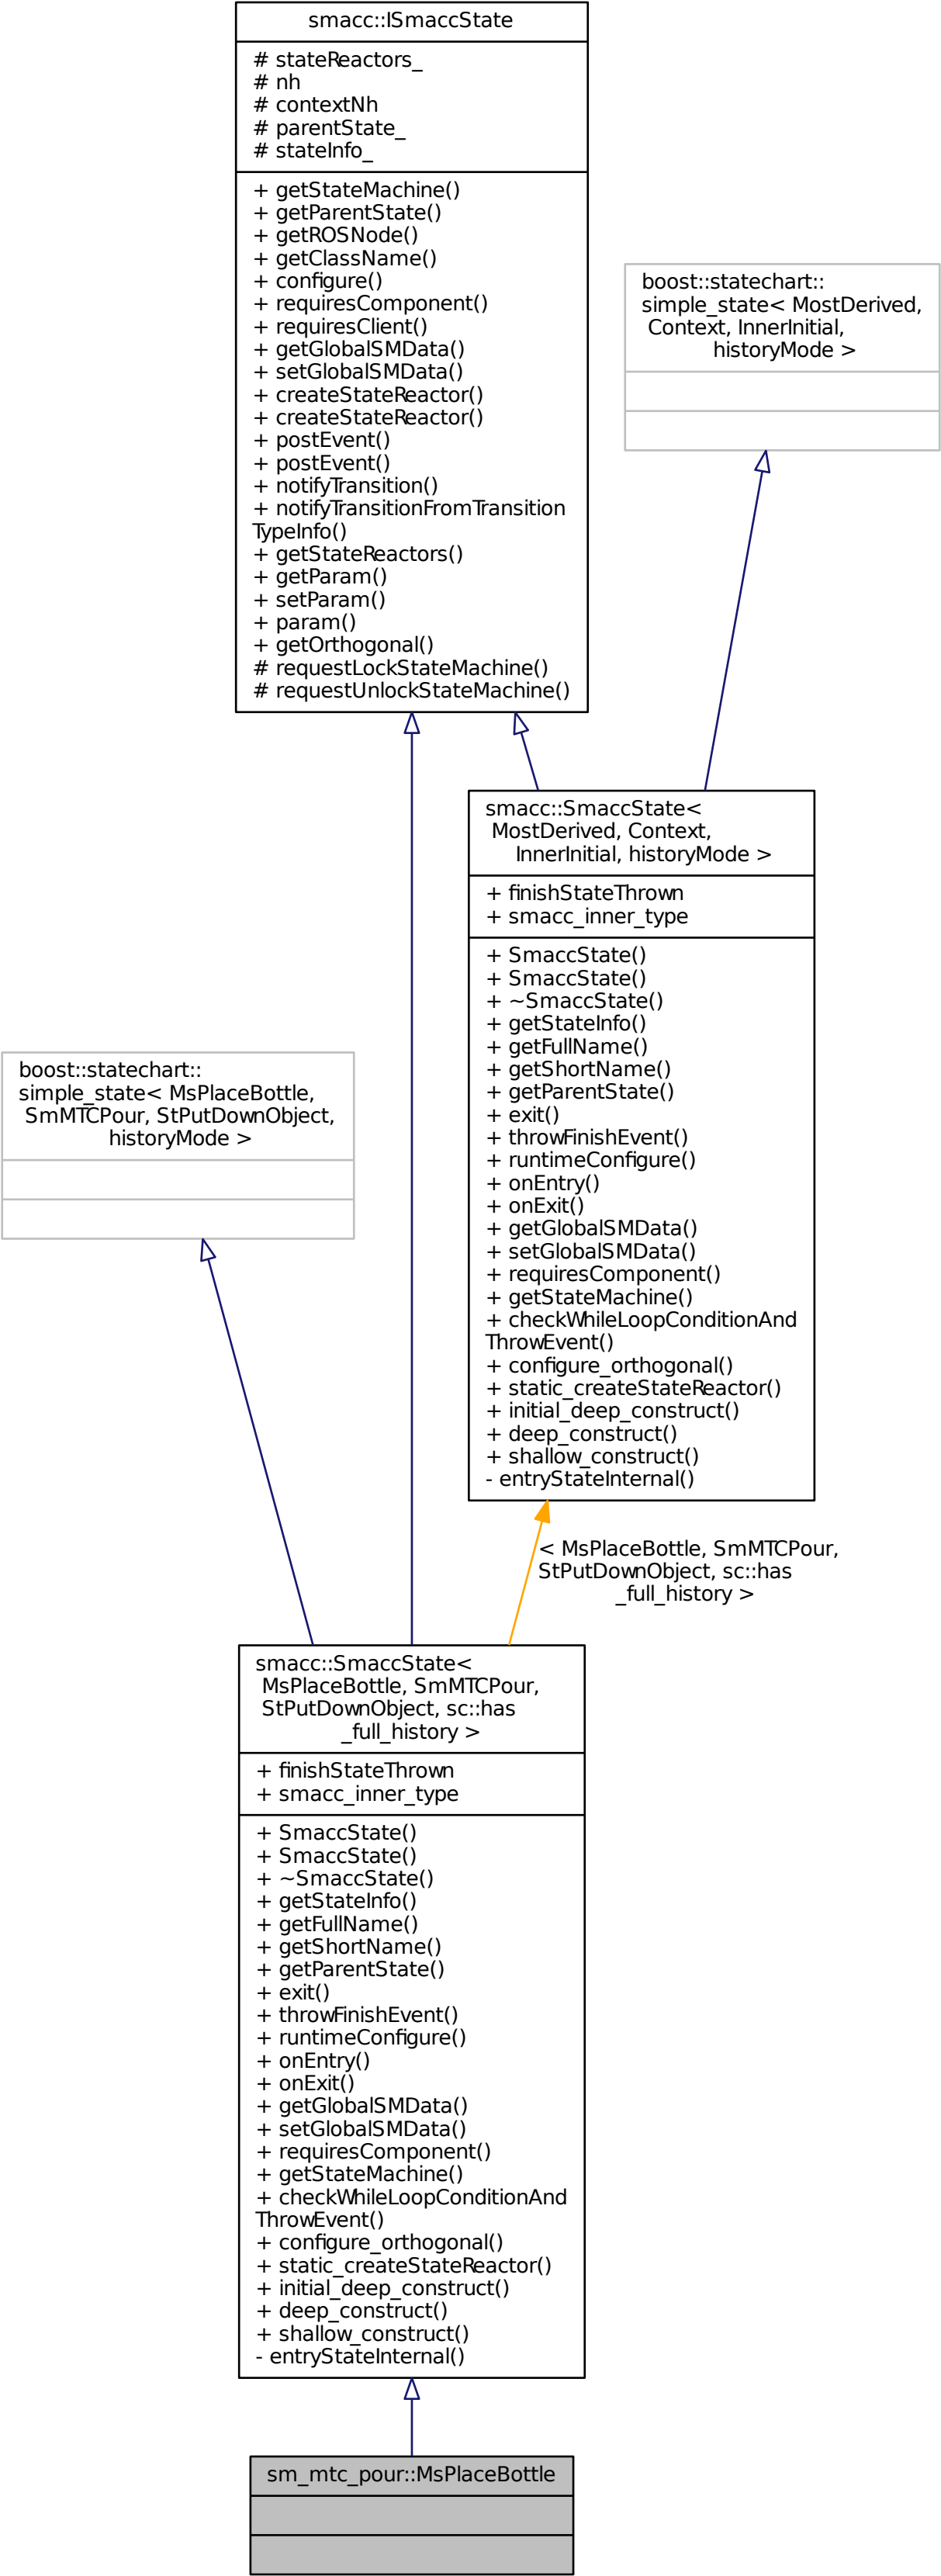 smacc::ISmaccState
# stateReactors_
# nh
# contextNh
# parentState_
# stateInfo_
+ getStateMachine()
+ getParentState()
+ getROSNode()
+ getClassName()
+ configure()
+ requiresComponent()
+ requiresClient()
+ getGlobalSMData()
+ setGlobalSMData()
+ createStateReactor()
+ createStateReactor()
+ postEvent()
+ postEvent()
+ notifyTransition()
+ notifyTransitionFromTransition
TypeInfo()
+ getStateReactors()
+ getParam()
+ setParam()
+ param()
+ getOrthogonal()
# requestLockStateMachine()
# requestUnlockStateMachine()
boost::statechart::
simple_state< MostDerived,
Context, InnerInitial,
historyMode >
smacc::SmaccState<
MostDerived, Context,
InnerInitial, historyMode >
+ finishStateThrown
+ smacc_inner_type
+ SmaccState()
+ SmaccState()
+ ~SmaccState()
+ getStateInfo()
+ getFullName()
+ getShortName()
+ getParentState()
+ exit()
+ throwFinishEvent()
+ runtimeConfigure()
+ onEntry()
+ onExit()
+ getGlobalSMData()
+ setGlobalSMData()
+ requiresComponent()
+ getStateMachine()
+ checkWhileLoopConditionAnd
ThrowEvent()
+ configure_orthogonal()
+ static_createStateReactor()
+ initial_deep_construct()
+ deep_construct()
+ shallow_construct()
- entryStateInternal()
boost::statechart::
simple_state< MsPlaceBottle,
SmMTCPour, StPutDownObject,
historyMode >
< MsPlaceBottle, SmMTCPour,
StPutDownObject, sc::has
_full_history >
smacc::SmaccState<
MsPlaceBottle, SmMTCPour,
StPutDownObject, sc::has
_full_history >
+ finishStateThrown
+ smacc_inner_type
+ SmaccState()
+ SmaccState()
+ ~SmaccState()
+ getStateInfo()
+ getFullName()
+ getShortName()
+ getParentState()
+ exit()
+ throwFinishEvent()
+ runtimeConfigure()
+ onEntry()
+ onExit()
+ getGlobalSMData()
+ setGlobalSMData()
+ requiresComponent()
+ getStateMachine()
+ checkWhileLoopConditionAnd
ThrowEvent()
+ configure_orthogonal()
+ static_createStateReactor()
+ initial_deep_construct()
+ deep_construct()
+ shallow_construct()
- entryStateInternal()
sm_mtc_pour::MsPlaceBottle